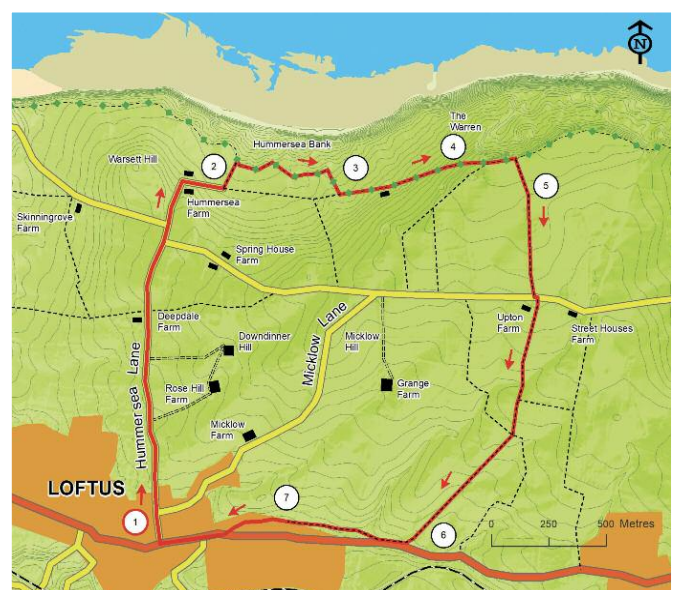 N
The
Warren
Hummersea Bank
4
Warsett Hill
2
3
5
Hummersea
Farm
Skinningrove
Farm
Spring House
Farm
Deepdale
Farm
Downdinner
Hill
Micklow Lane
Micklow
Hill
Upton
Farm
Street Houses
Farm
Hummersea Lane
Rose Hill
Farm
Grange
Farm
Micklow
Farm
LOFTUS
7
1
0 250 500 Metres
6